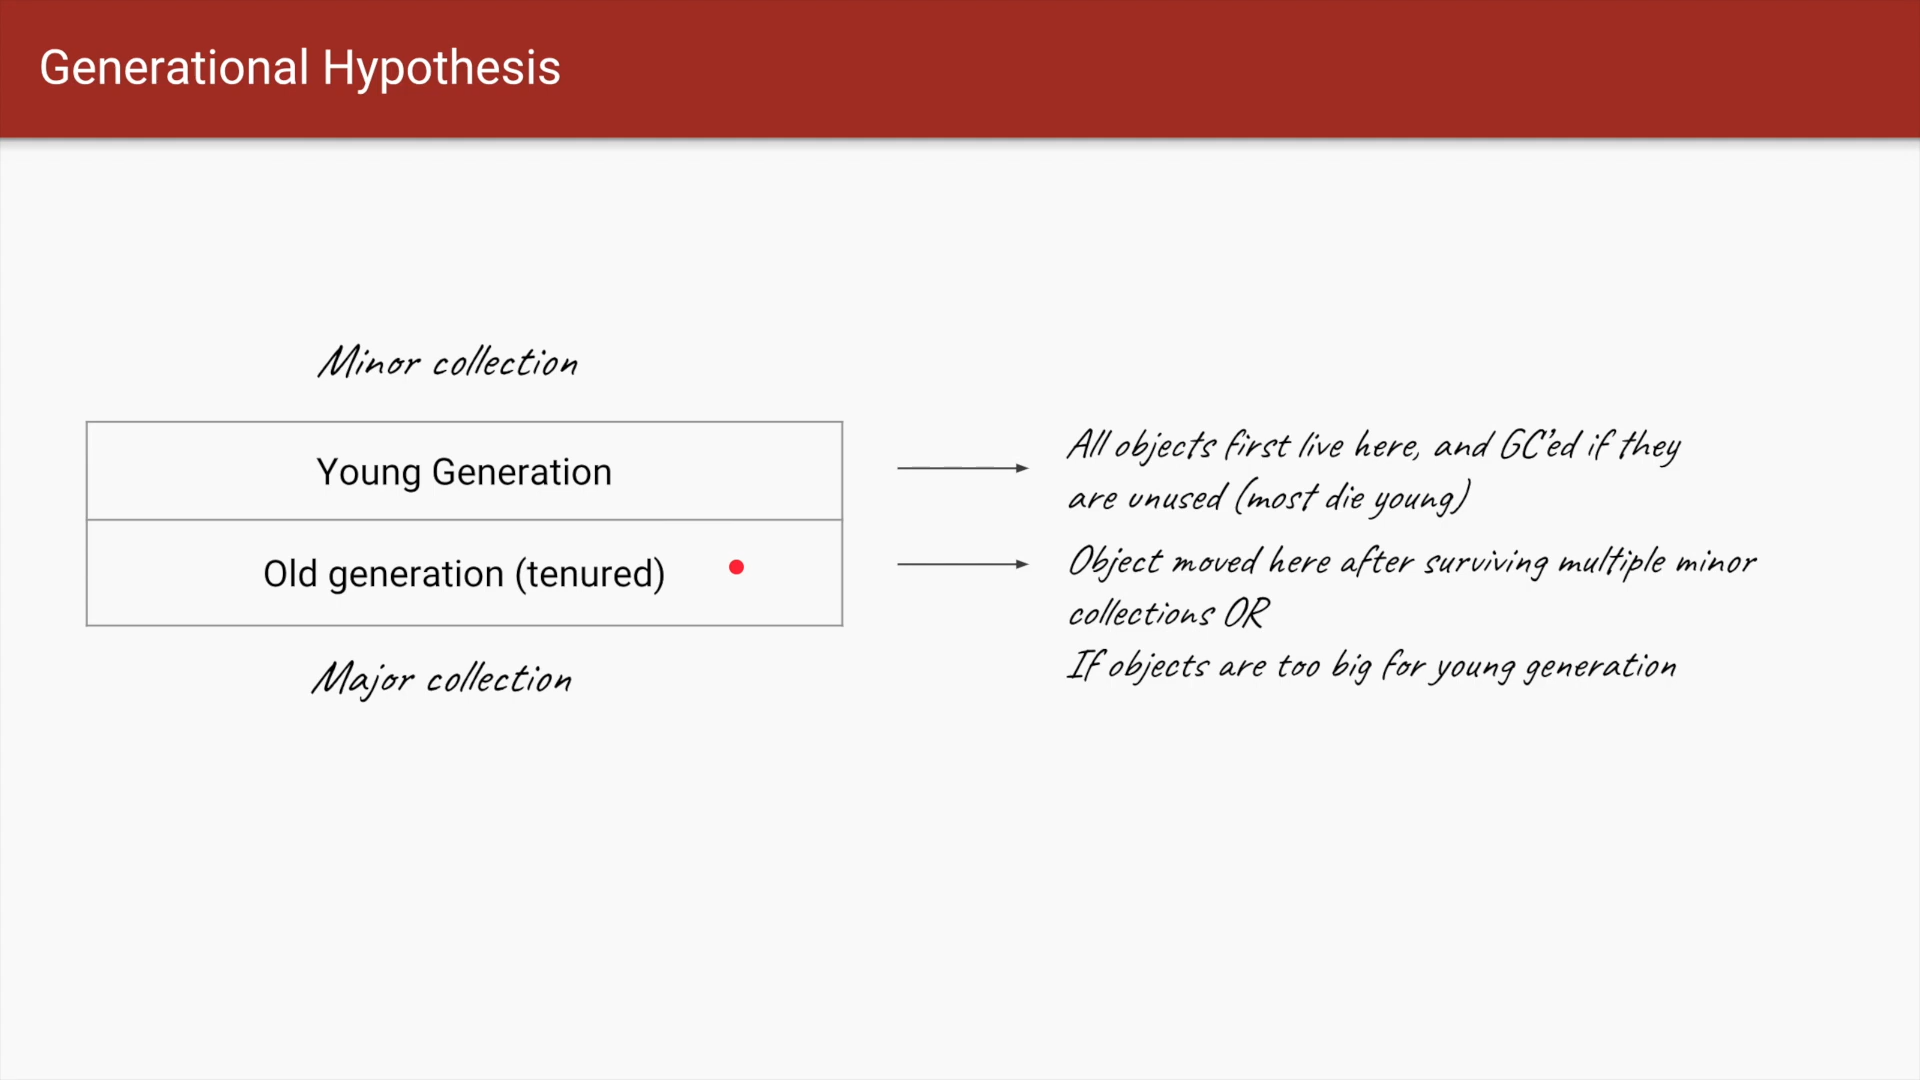 Generational Hypothesis
Minor collection
Young Generation
Old generation (tenured)
Major collection
All objects first live here, and GC'ed if they
are unused (most die young)
Object moved here after surviving multiple minor
collections OR
If objects are too big for young generation